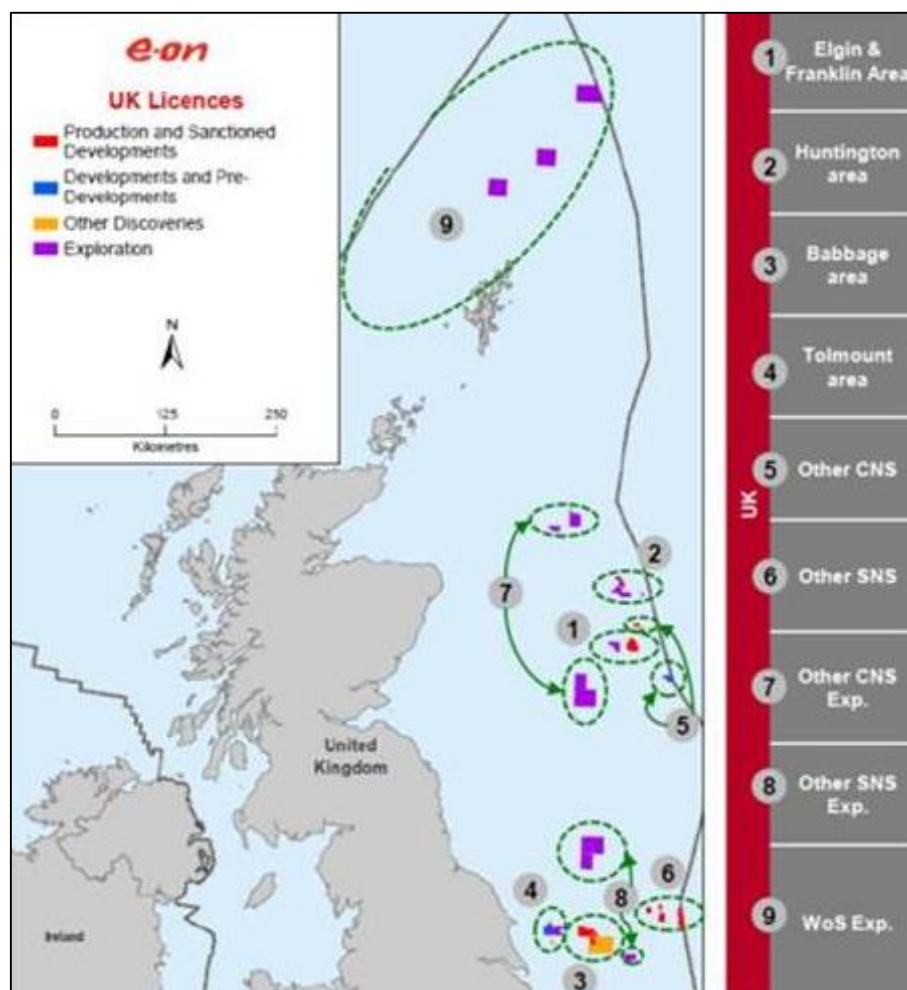 e·on
UK Licences
Production and Sanctioned
Developments
Developments and Pre-
Developments
Other Discoveries
Exploration
N
0 125 250
Kilometres
9
2
7
1
5
United
Kingdom
6
4
8
Ireland
3
UK
1
Elgin &
Franklin Area
2
Huntington
area
3
Babbage
area
4
Tolmount
area
5
Other CNS
6
Other SNS
7
Other CNS
Exp.
8
Other SNS
Exp.
9
WoS Exp.